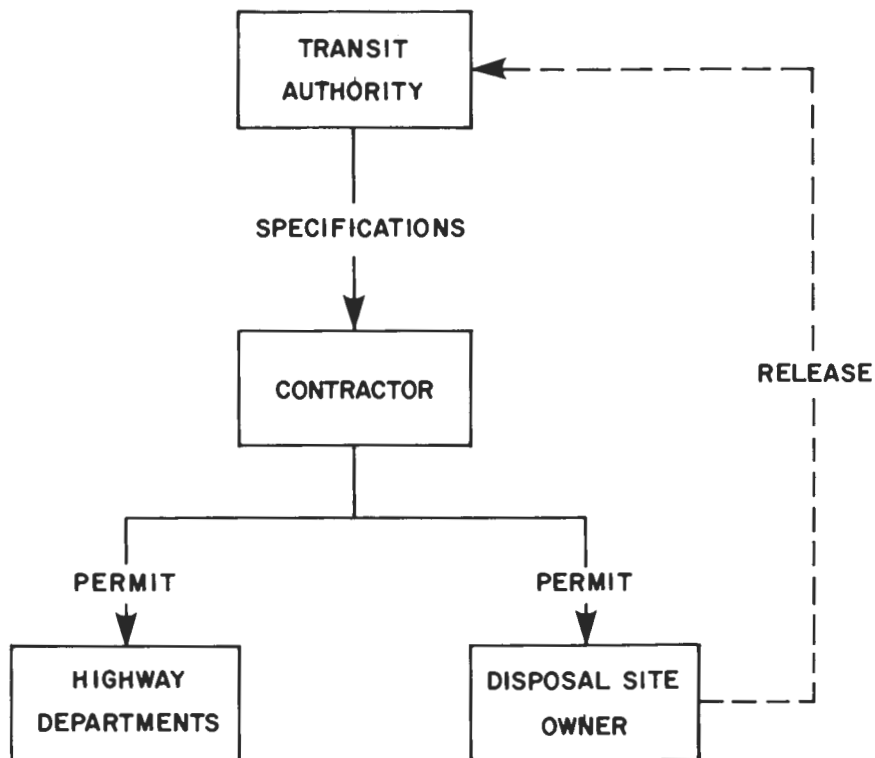 TRANSIT
AUTHORITY
SPECIFICATIONS
CONTRACTOR
RELEASE
PERMIT
PERMIT
HIGHWAY
DEPARTMENTS
DISPOSAL SITE
OWNER